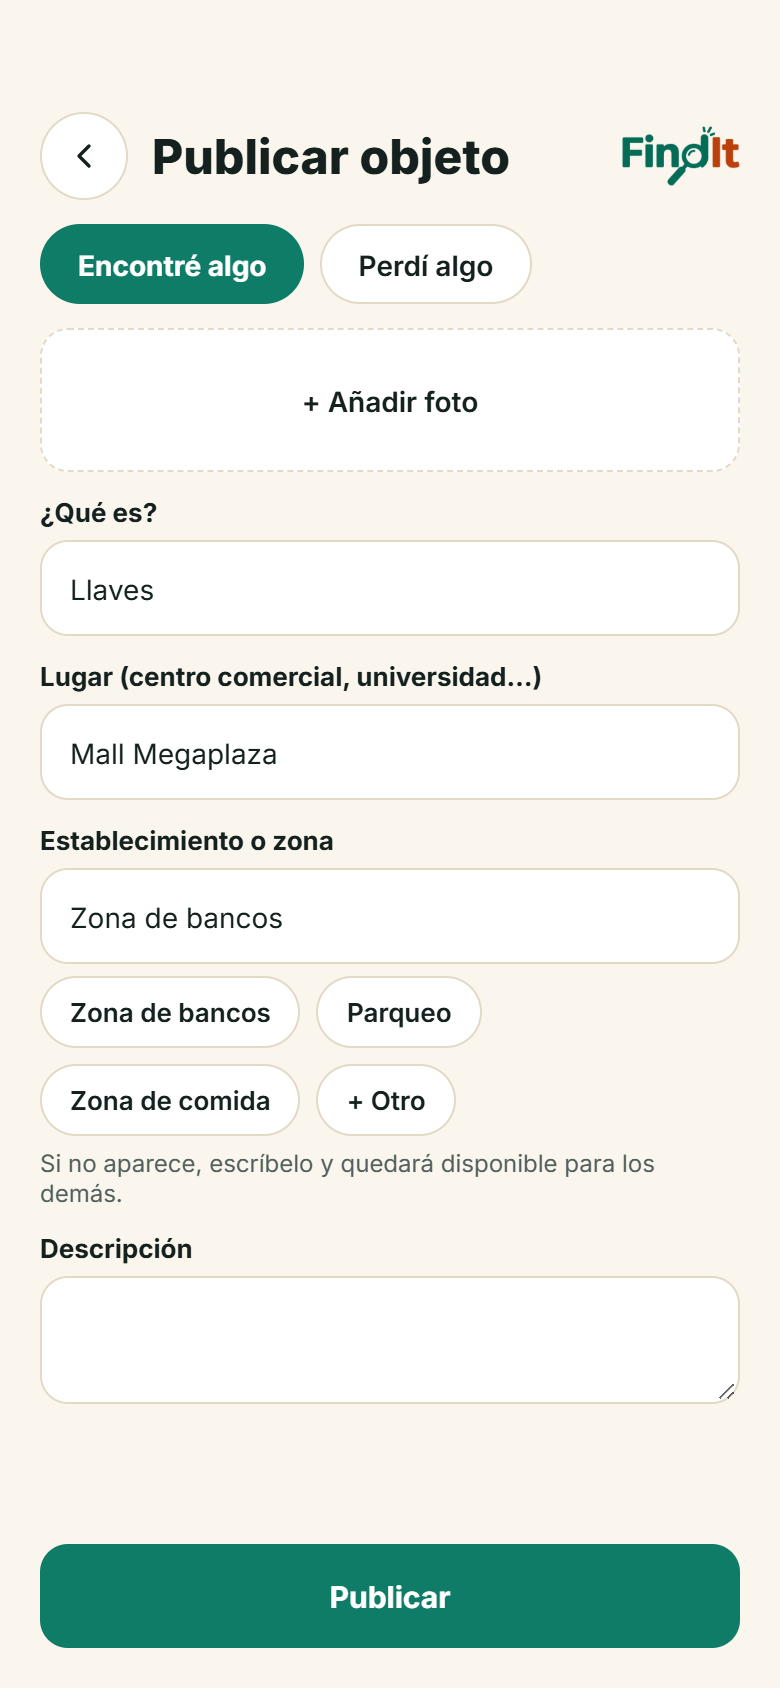 Publicar objeto
FindIt
Encontré algo
Perdí algo
+ Añadir foto
¿Qué es?
Llaves
Lugar (centro comercial, universidad...)
Mall Megaplaza
Establecimiento o zona
Zona de bancos
Zona de bancos
Parqueo
Zona de comida
+ Otro
Si no aparece, escríbelo y quedará disponible para los
demás.
Descripción
Publicar